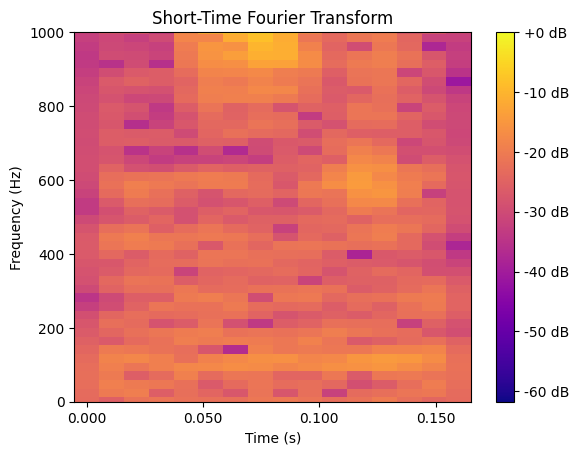 Short-Time Fourier Transform
1000
800
600
400
200
0
Frequency (Hz)
0.000
0.050
0.100
0.150
Time (s)
+0 dB
-10 dB
-20 dB
-30 dB
-40 dB
-50 dB
-60 dB